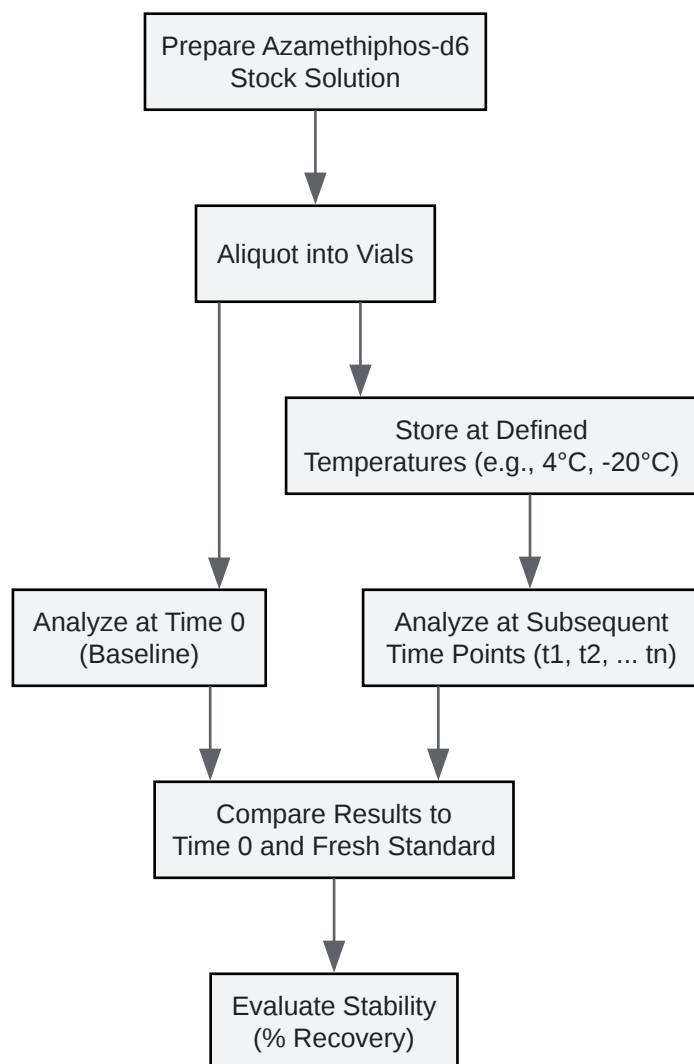 Prepare Azamethiphos-d6
Stock Solution
Aliquot into Vials
Store at Defined
Temperatures (e.g., 4°C, -20°C)
Analyze at Time 0
(Baseline)
Analyze at Subsequent
Time Points (t1, t2, ... tn)
Compare Results to
Time 0 and Fresh Standard
Evaluate Stability
(% Recovery)